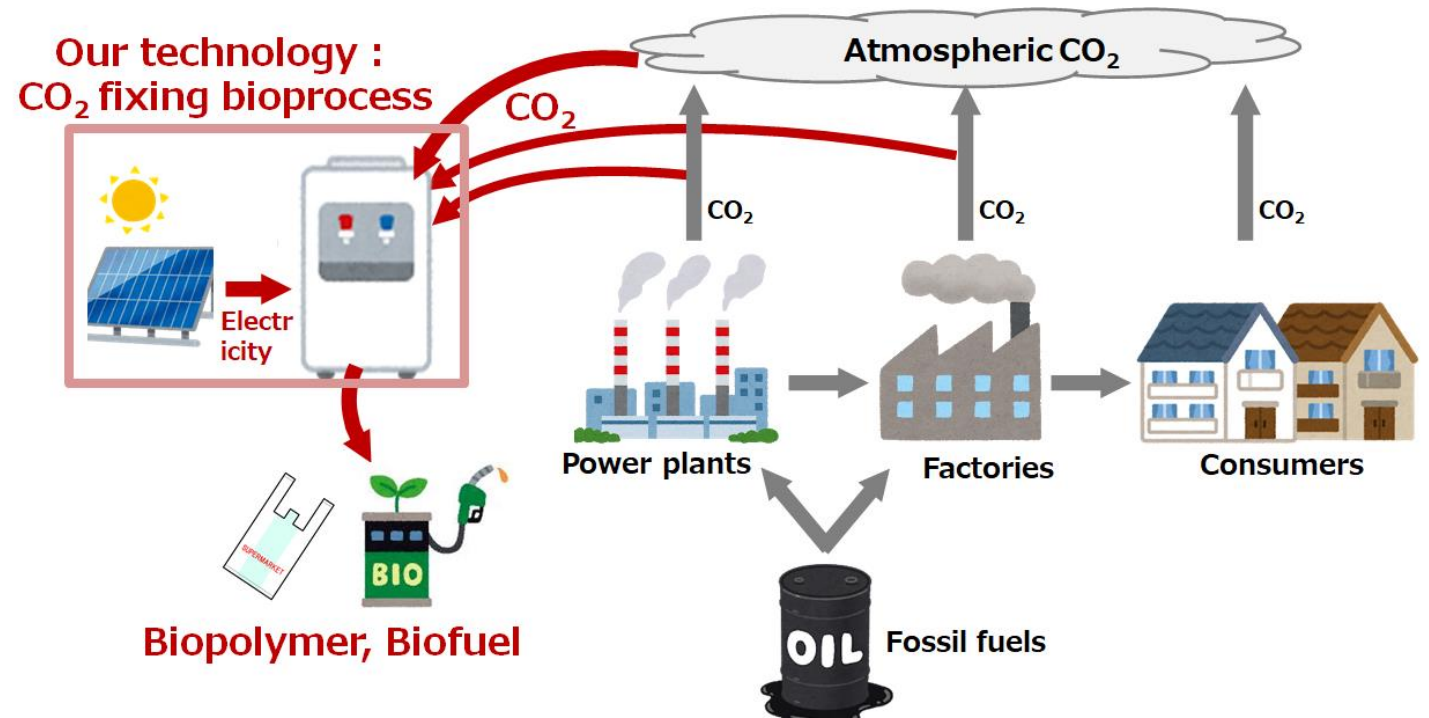 Our technology :
CO₂ fixing bioprocess
Atmospheric CO₂
CO₂
CO₂
CO₂
CO₂
Electr
icity
Power plants
Factories
Consumers
SUPERMARKET
BIO
Biopolymer, Biofuel
OIL
Fossil fuels